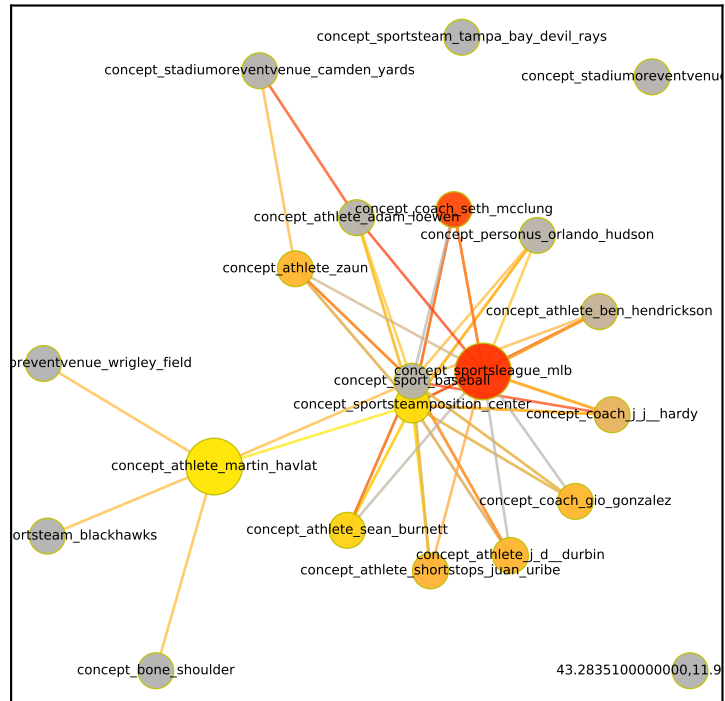 concept_sportsteam_tampa_bay_devil_rays
concept_stadiumoreventvenue_camden_yards
concept_stadiumoreventvenue
concept_coach_seth_mcclung
concept_athlete_adam_loewen
concept_personus_orlando_hudson
concept_athlete_zaun
concept_athlete_ben_hendrickson
oreventvenue_wrigley_field
concept_sportsleague_mlb
concept_sport_baseball
concept_sportsteamposition_center
concept_coach_j_j__hardy
concept_athlete_martin_havlat
concept_coach_gio_gonzalez
concept_athlete_sean_burnett
ortsteam_blackhawks
concept_athlete_j_d__durbin
concept_athlete_shortstops_juan_uribe
concept_bone_shoulder
43.2835100000000,11.9